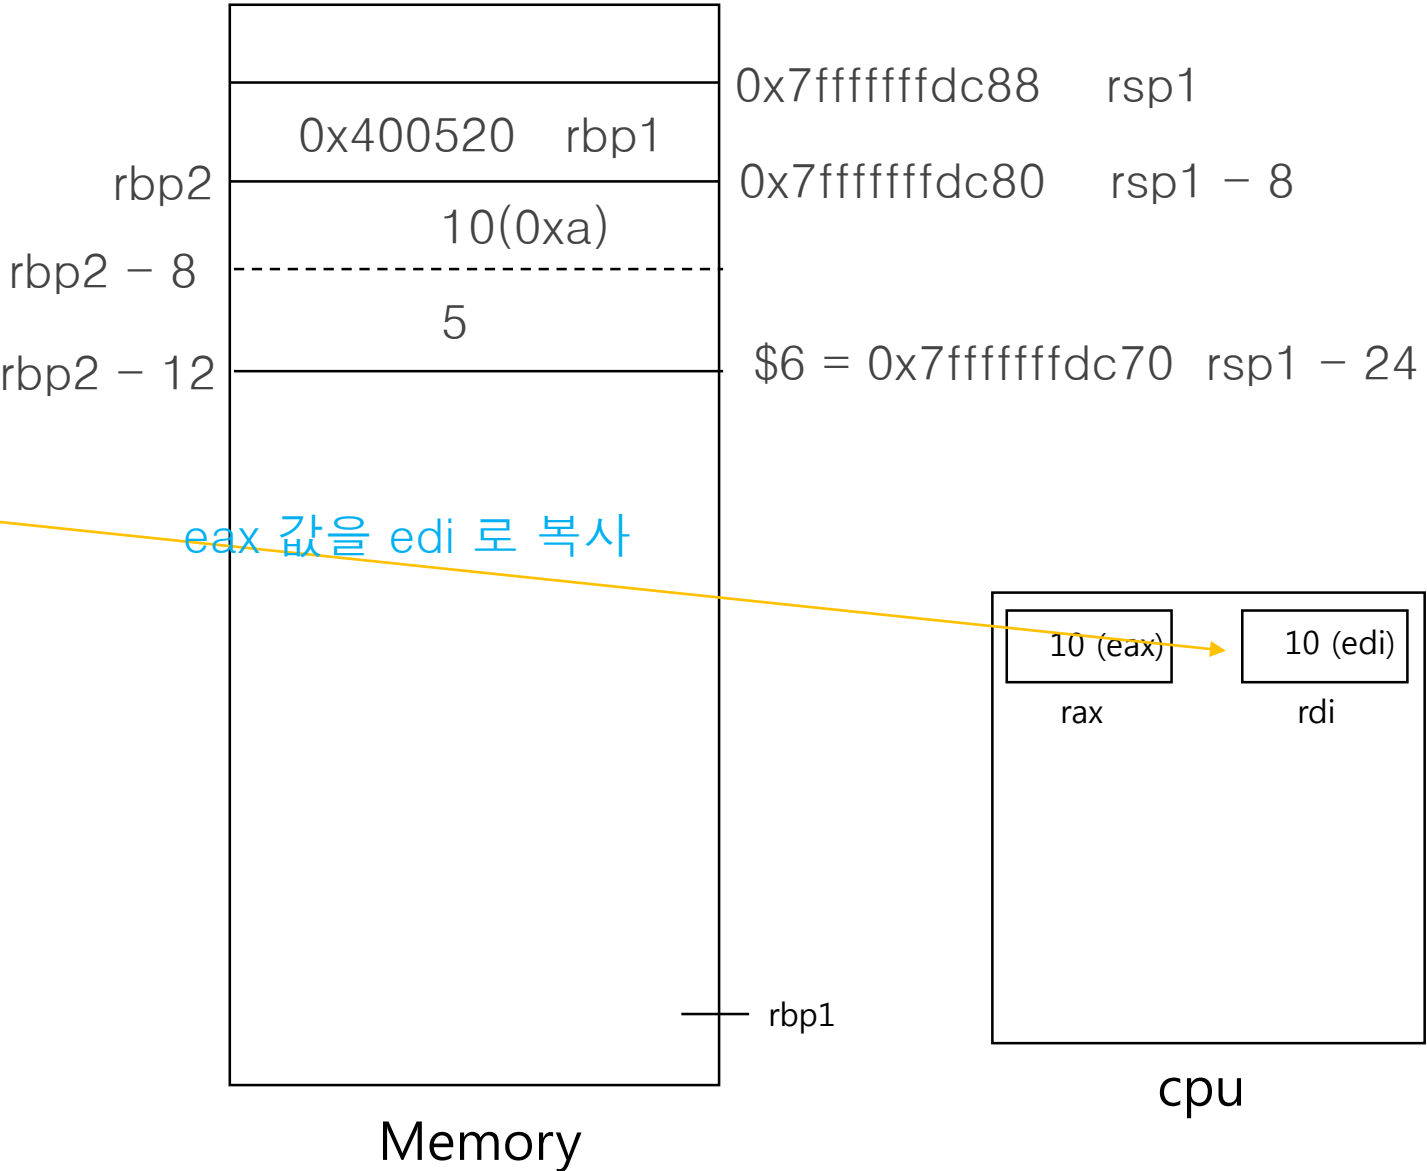 0x7fffffffdc88 rsp1
0x400520 rbp1
rbp2
0x7fffffffdc80 rsp1 - 8
10(0xa)
rbp2 - 8
5
rbp2 - 12
$6 = 0x7fffffffdc70 rsp1 - 24
eax 값을 edi 로 복사
10 (eax)
10 (edi)
rax
rdi
rbp1
cpu
Memory